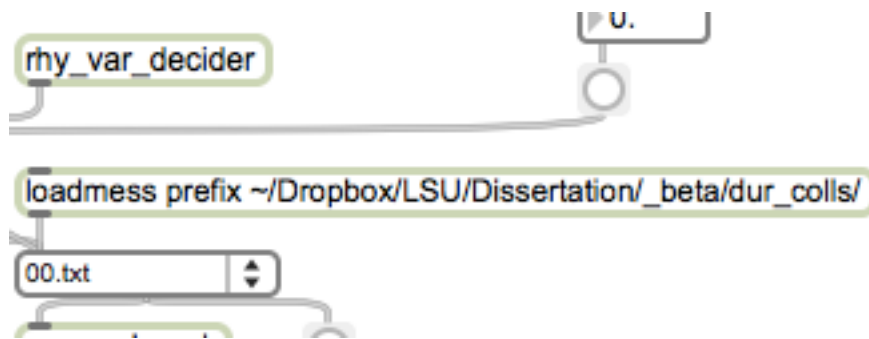 0.
rhy_var_decider
loadmess prefix ~/Dropbox/LSU/Dissertation/_beta/dur_colls/
00.txt